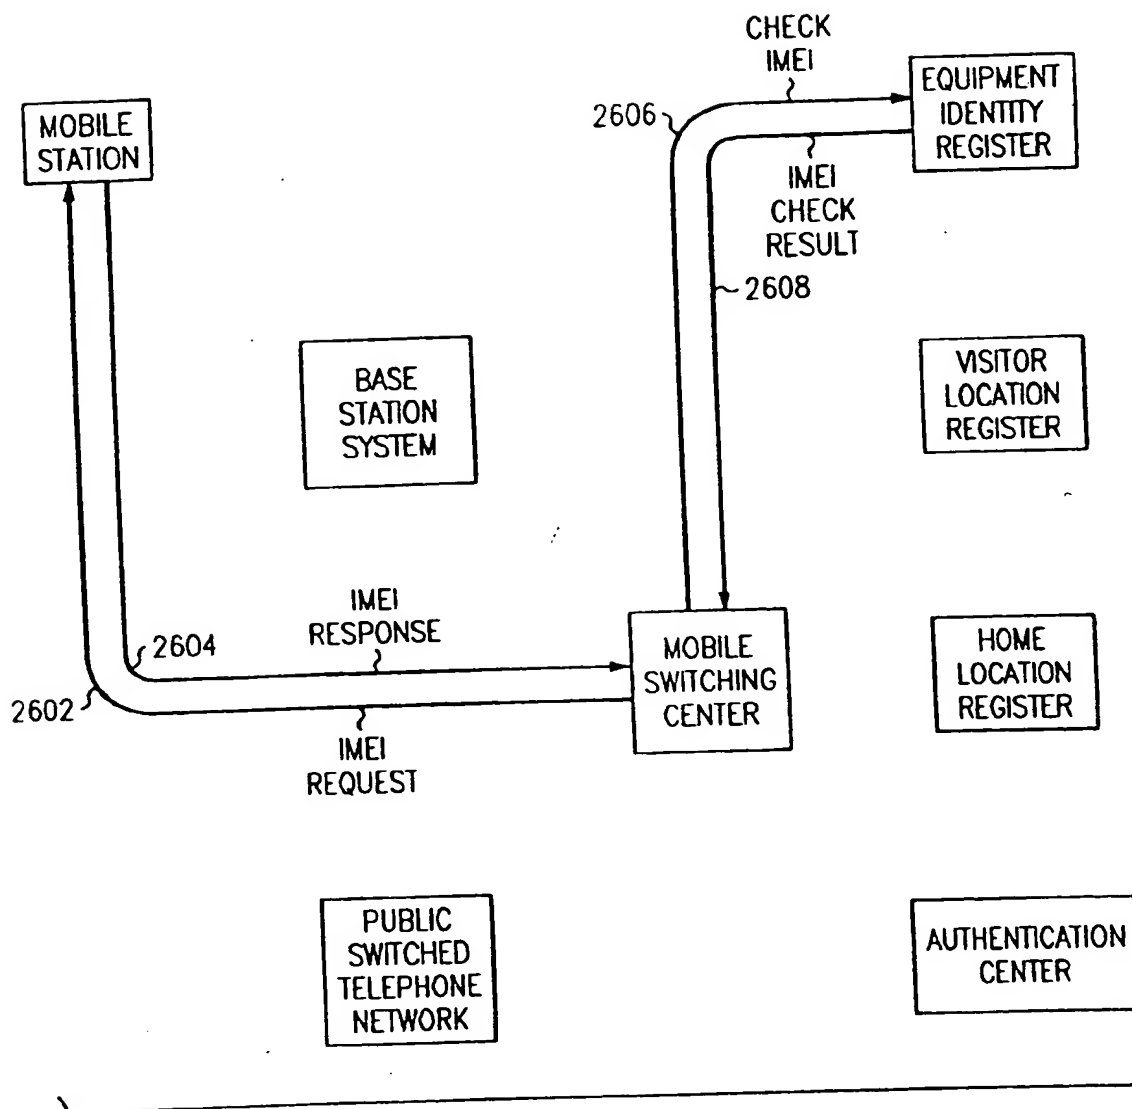 CHECK
IMEI
2606
EQUIPMENT
IDENTITY
REGISTER
MOBILE
STATION
IMEI
CHECK
RESULT
2608
BASE
STATION
SYSTEM
VISITOR
LOCATION
REGISTER
IMEI
RESPONSE
2604
2602
MOBILE
SWITCHING
CENTER
HOME
LOCATION
REGISTER
IMEI
REQUEST
PUBLIC
SWITCHED
TELEPHONE
NETWORK
AUTHENTICATION
CENTER